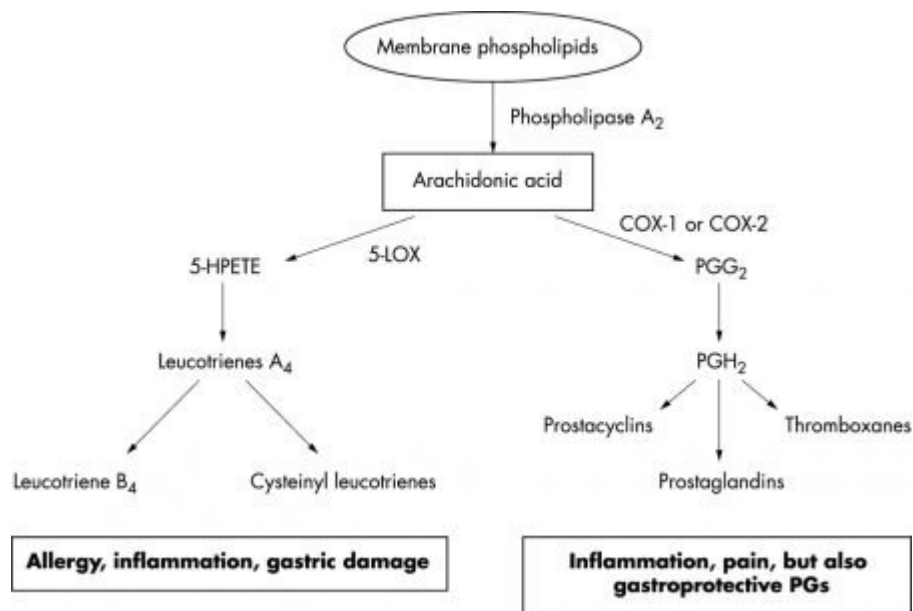 Membrane phospholipids
Phospholipase A₂
Arachidonic acid
COX-1 or COX-2
5-LOX
5-HPETE
PGG₂
Leucotrienes A₄
PGH₂
Prostacyclins
Thromboxanes
Leucotriene B₄
Cysteinyl leucotrienes
Prostaglandins
Allergy, inflammation, gastric damage
Inflammation, pain, but also
gastroprotective PGs